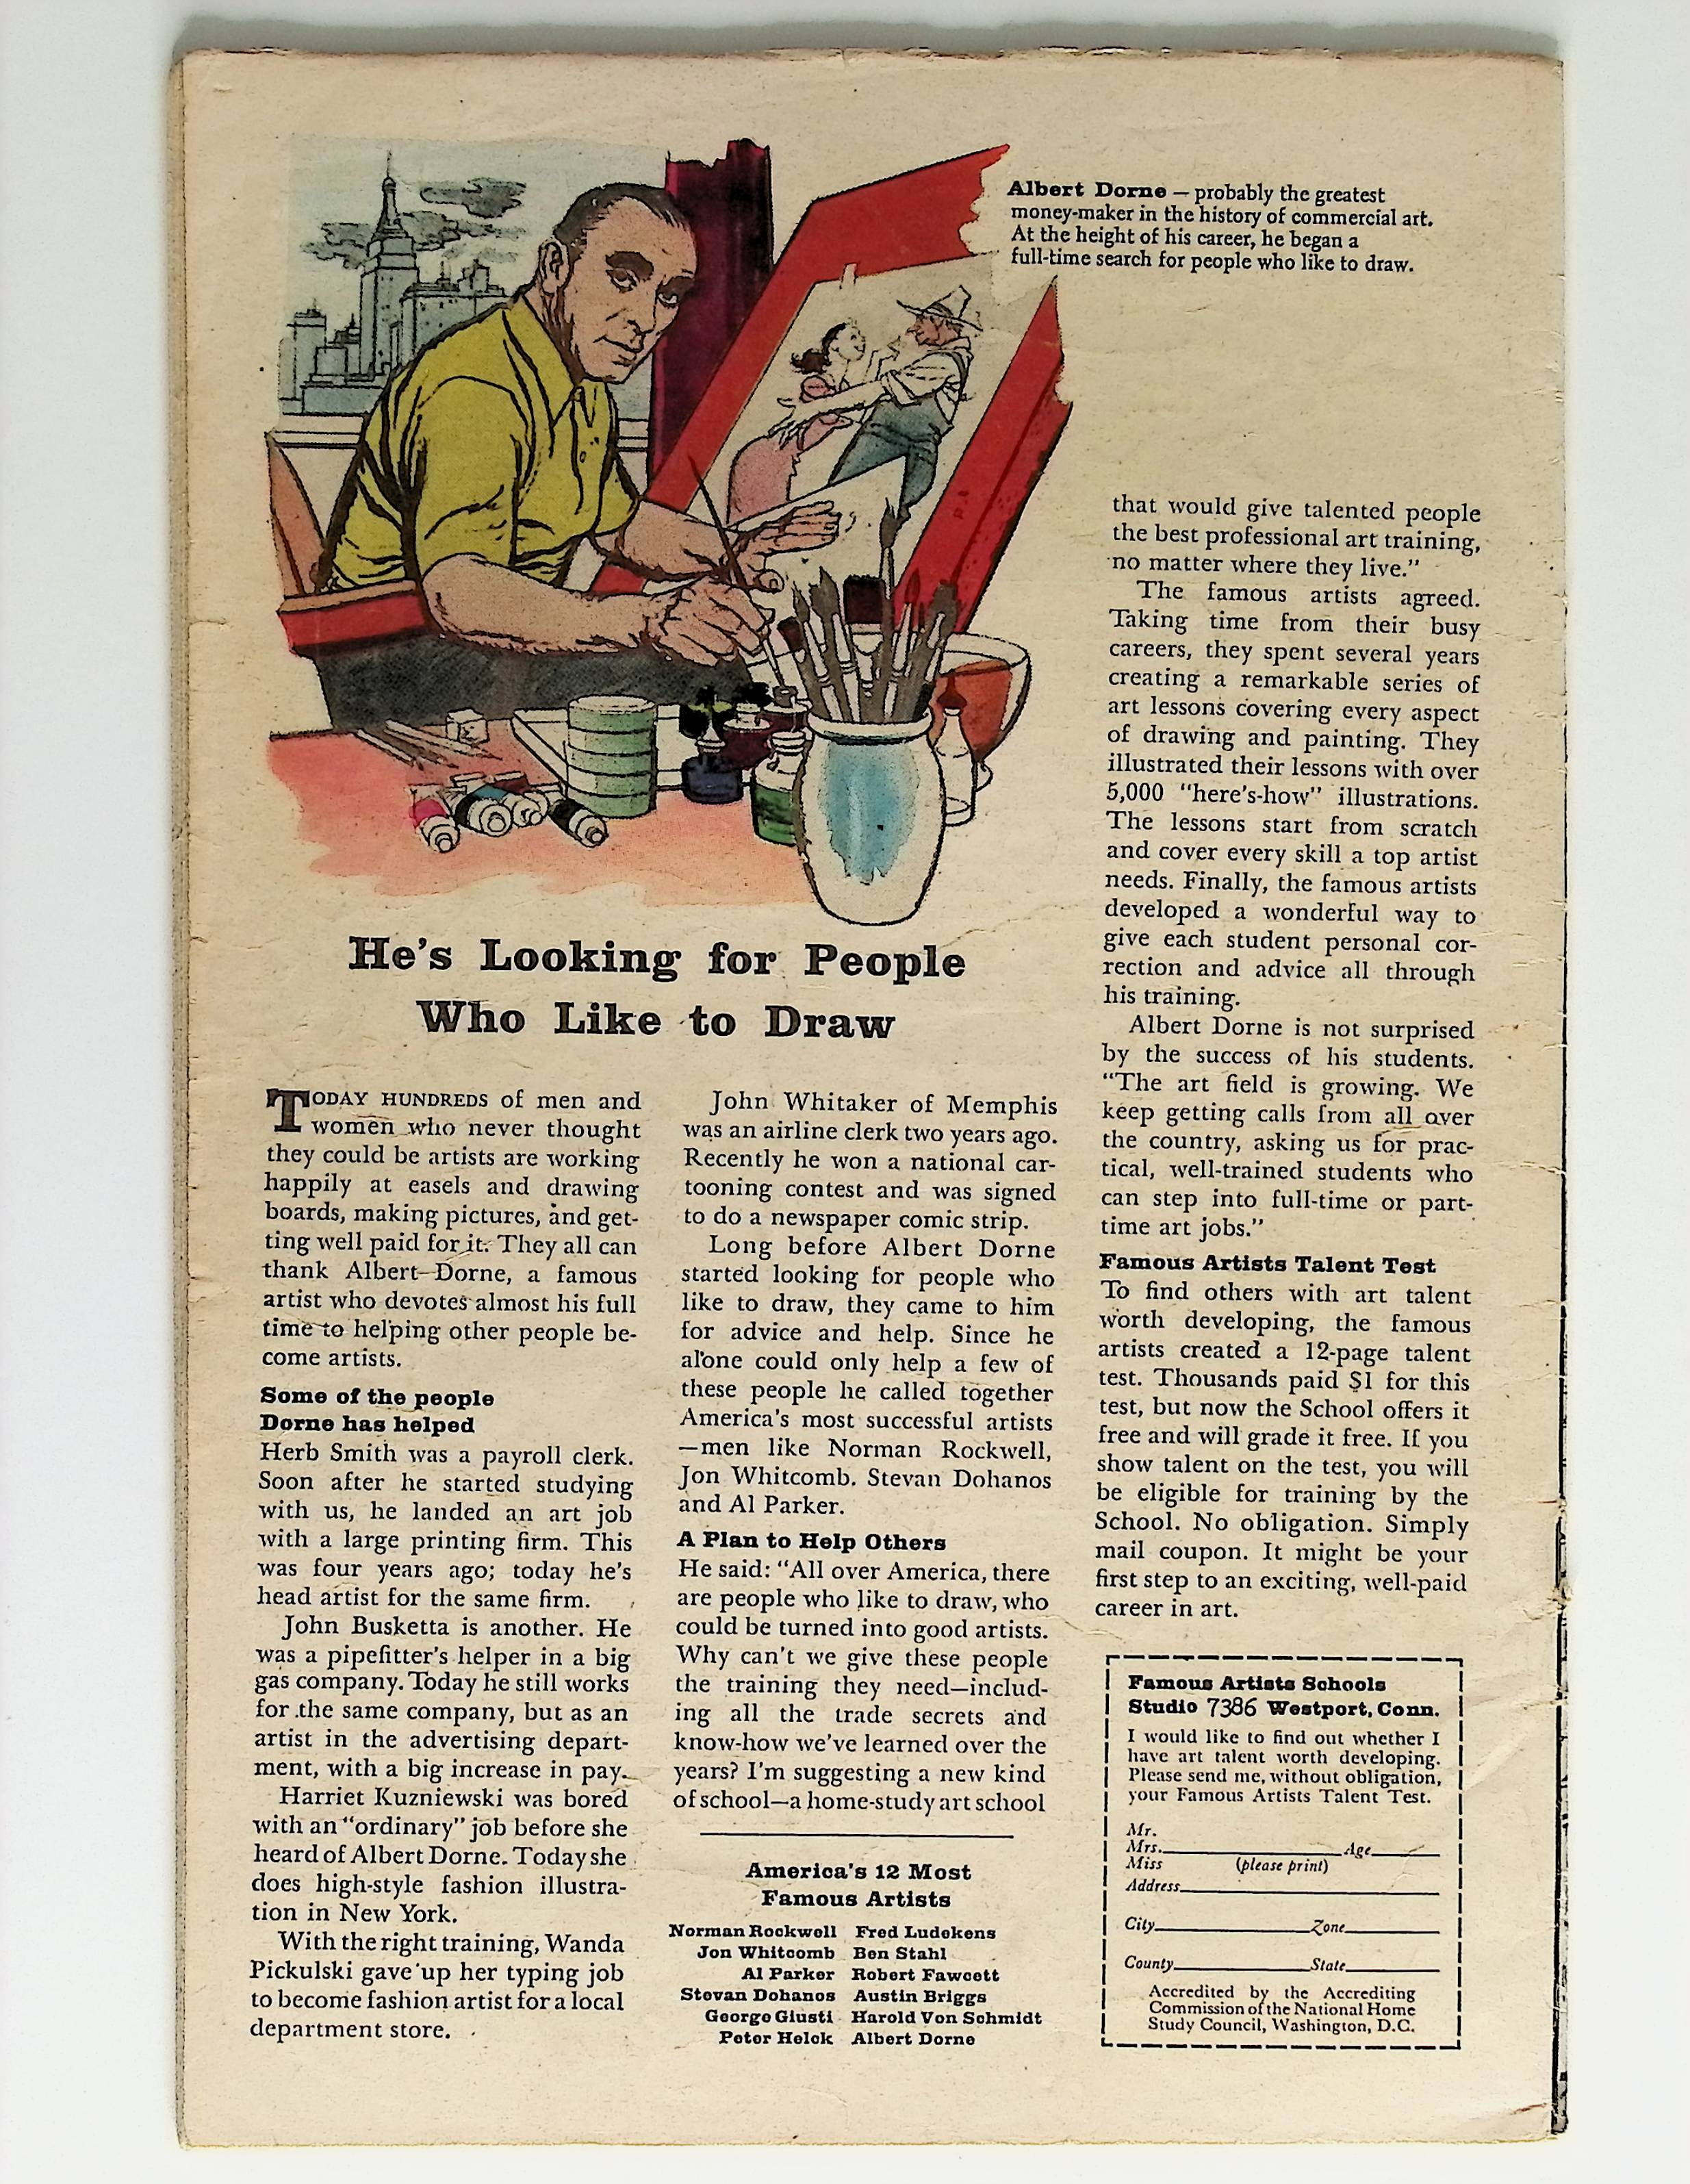 Albert Dorne — probably the greatest
money-maker in the history of commercial art.
At the height of his career, he began a
full-time search for people who like to draw.
He's Looking for People
Who Like to Draw
TODAY HUNDREDS of men and
women who never thought
they could be artists are working
happily at easels and drawing
boards, making pictures, and get-
ting well paid for it. They all can
thank Albert Dorne, a famous
artist who devotes almost his full
time to helping other people be-
come artists.
Some of the people
Dorne has helped
Herb Smith was a payroll clerk.
Soon after he started studying
with us, he landed an art job
with a large printing firm. This
was four years ago; today he's
head artist for the same firm.
John Busketta is another. He
was a pipefitter's helper in a big
gas company. Today he still works
for the same company, but as an
artist in the advertising depart-
ment, with a big increase in pay.
Harriet Kuzniewski was bored
with an "ordinary" job before she
heard of Albert Dorne. Today she
does high-style fashion illustra-
tion in New York.
With the right training, Wanda
Pickulski gave up her typing job
to become fashion artist for a local
department store.
John Whitaker of Memphis
was an airline clerk two years ago.
Recently he won a national car-
tooning contest and was signed
to do a newspaper comic strip.
Long before Albert Dorne
started looking for people who
like to draw, they came to him
for advice and help. Since he
alone could only help a few of
these people he called together
America's most successful artists
—men like Norman Rockwell,
Jon Whitcomb. Stevan Dohanos
and Al Parker.
A Plan to Help Others
He said: "All over America, there
are people who like to draw, who
could be turned into good artists.
Why can't we give these people
the training they need—includ-
ing all the trade secrets and
know-how we've learned over the
years? I'm suggesting a new kind
of school—a home-study art school
America's 12 Most
Famous Artists
Norman Rockwell Fred Ludekens
Jon Whitcomb Ben Stahl
Al Parker Robert Fawcett
Stevan Dohanos Austin Briggs
George Giusti Harold Von Schmidt
Peter Helck Albert Dorne
that would give talented people
the best professional art training,
no matter where they live."
The famous artists agreed.
Taking time from their busy
careers, they spent several years
creating a remarkable series of
art lessons covering every aspect
of drawing and painting. They
illustrated their lessons with over
5,000 "here's-how" illustrations.
The lessons start from scratch
and cover every skill a top artist
needs. Finally, the famous artists
developed a wonderful way to
give each student personal cor-
rection and advice all through
his training.
Albert Dorne is not surprised
by the success of his students.
"The art field is growing. We
keep getting calls from all over
the country, asking us for prac-
tical, well-trained students who
can step into full-time or part-
time art jobs."
Famous Artists Talent Test
To find others with art talent
worth developing, the famous
artists created a 12-page talent
test. Thousands paid $1 for this
test, but now the School offers it
free and will grade it free. If you
show talent on the test, you will
be eligible for training by the
School. No obligation. Simply
mail coupon. It might be your
first step to an exciting, well-paid
career in art.
Famous Artists Schools
Studio 7386 Westport, Conn.
I would like to find out whether I
have art talent worth developing.
Please send me, without obligation,
your Famous Artists Talent Test.
Mr.
Mrs. Age
Miss (please print)
Address
City Zone
County State
Accredited by the Accrediting
Commission of the National Home
Study Council, Washington, D.C.